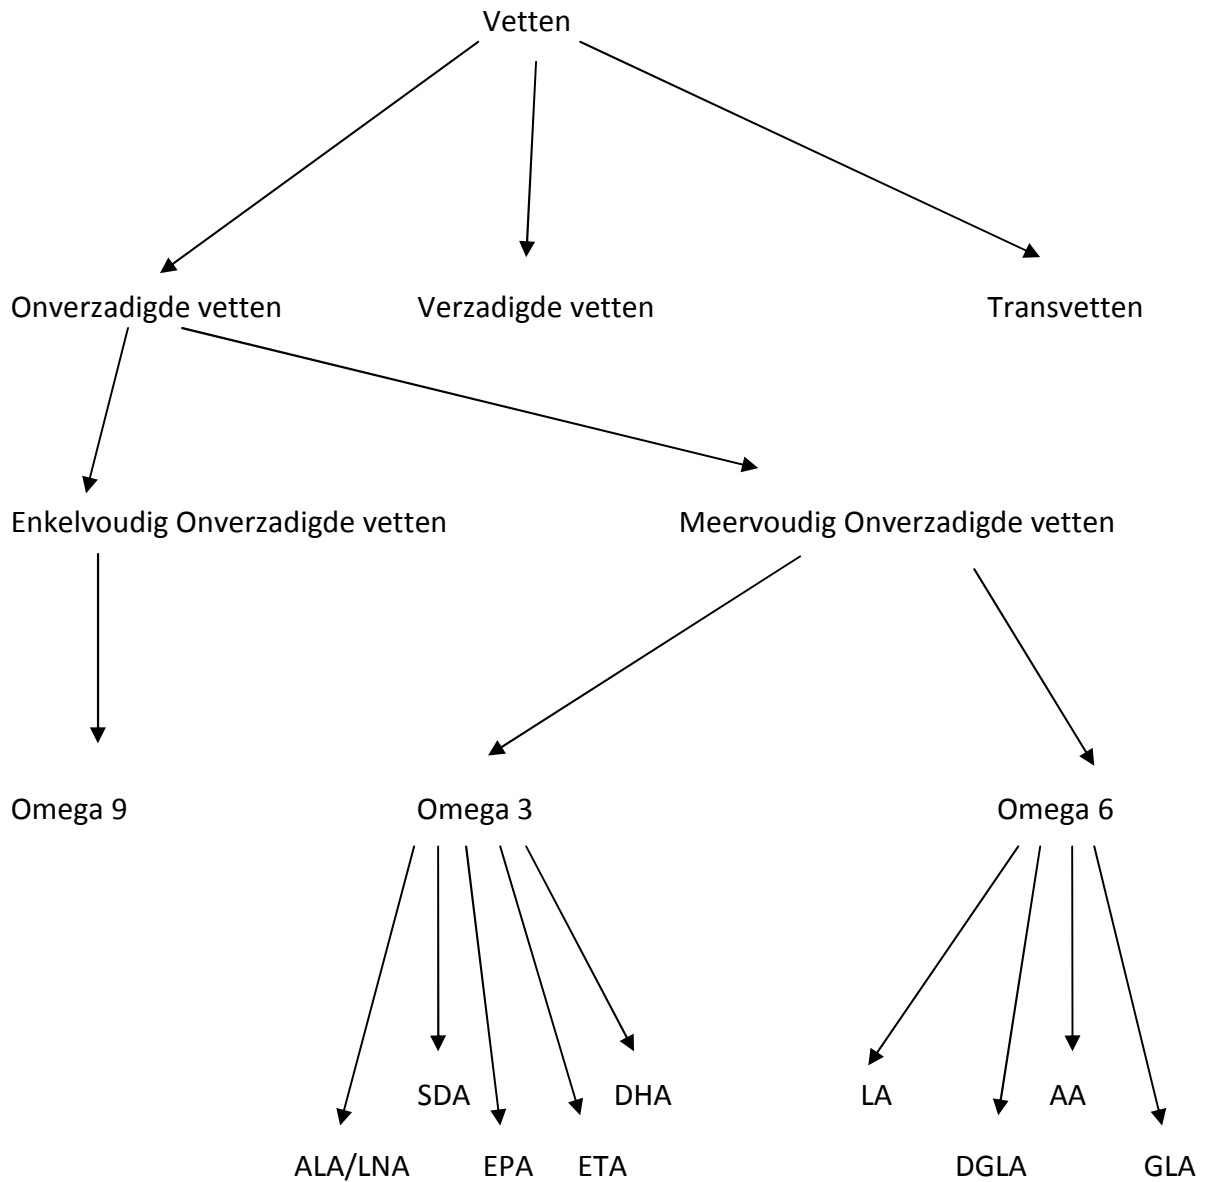 Vetten
Onverzadigde vetten Verzadigde vetten Transvetten
Enkelvoudig Onverzadigde vetten Meervoudig Onverzadigde vetten
Omega 9 Omega 3 Omega 6
SDA DHA LA AA
ALA/LNA EPA ETA DGLA GLA